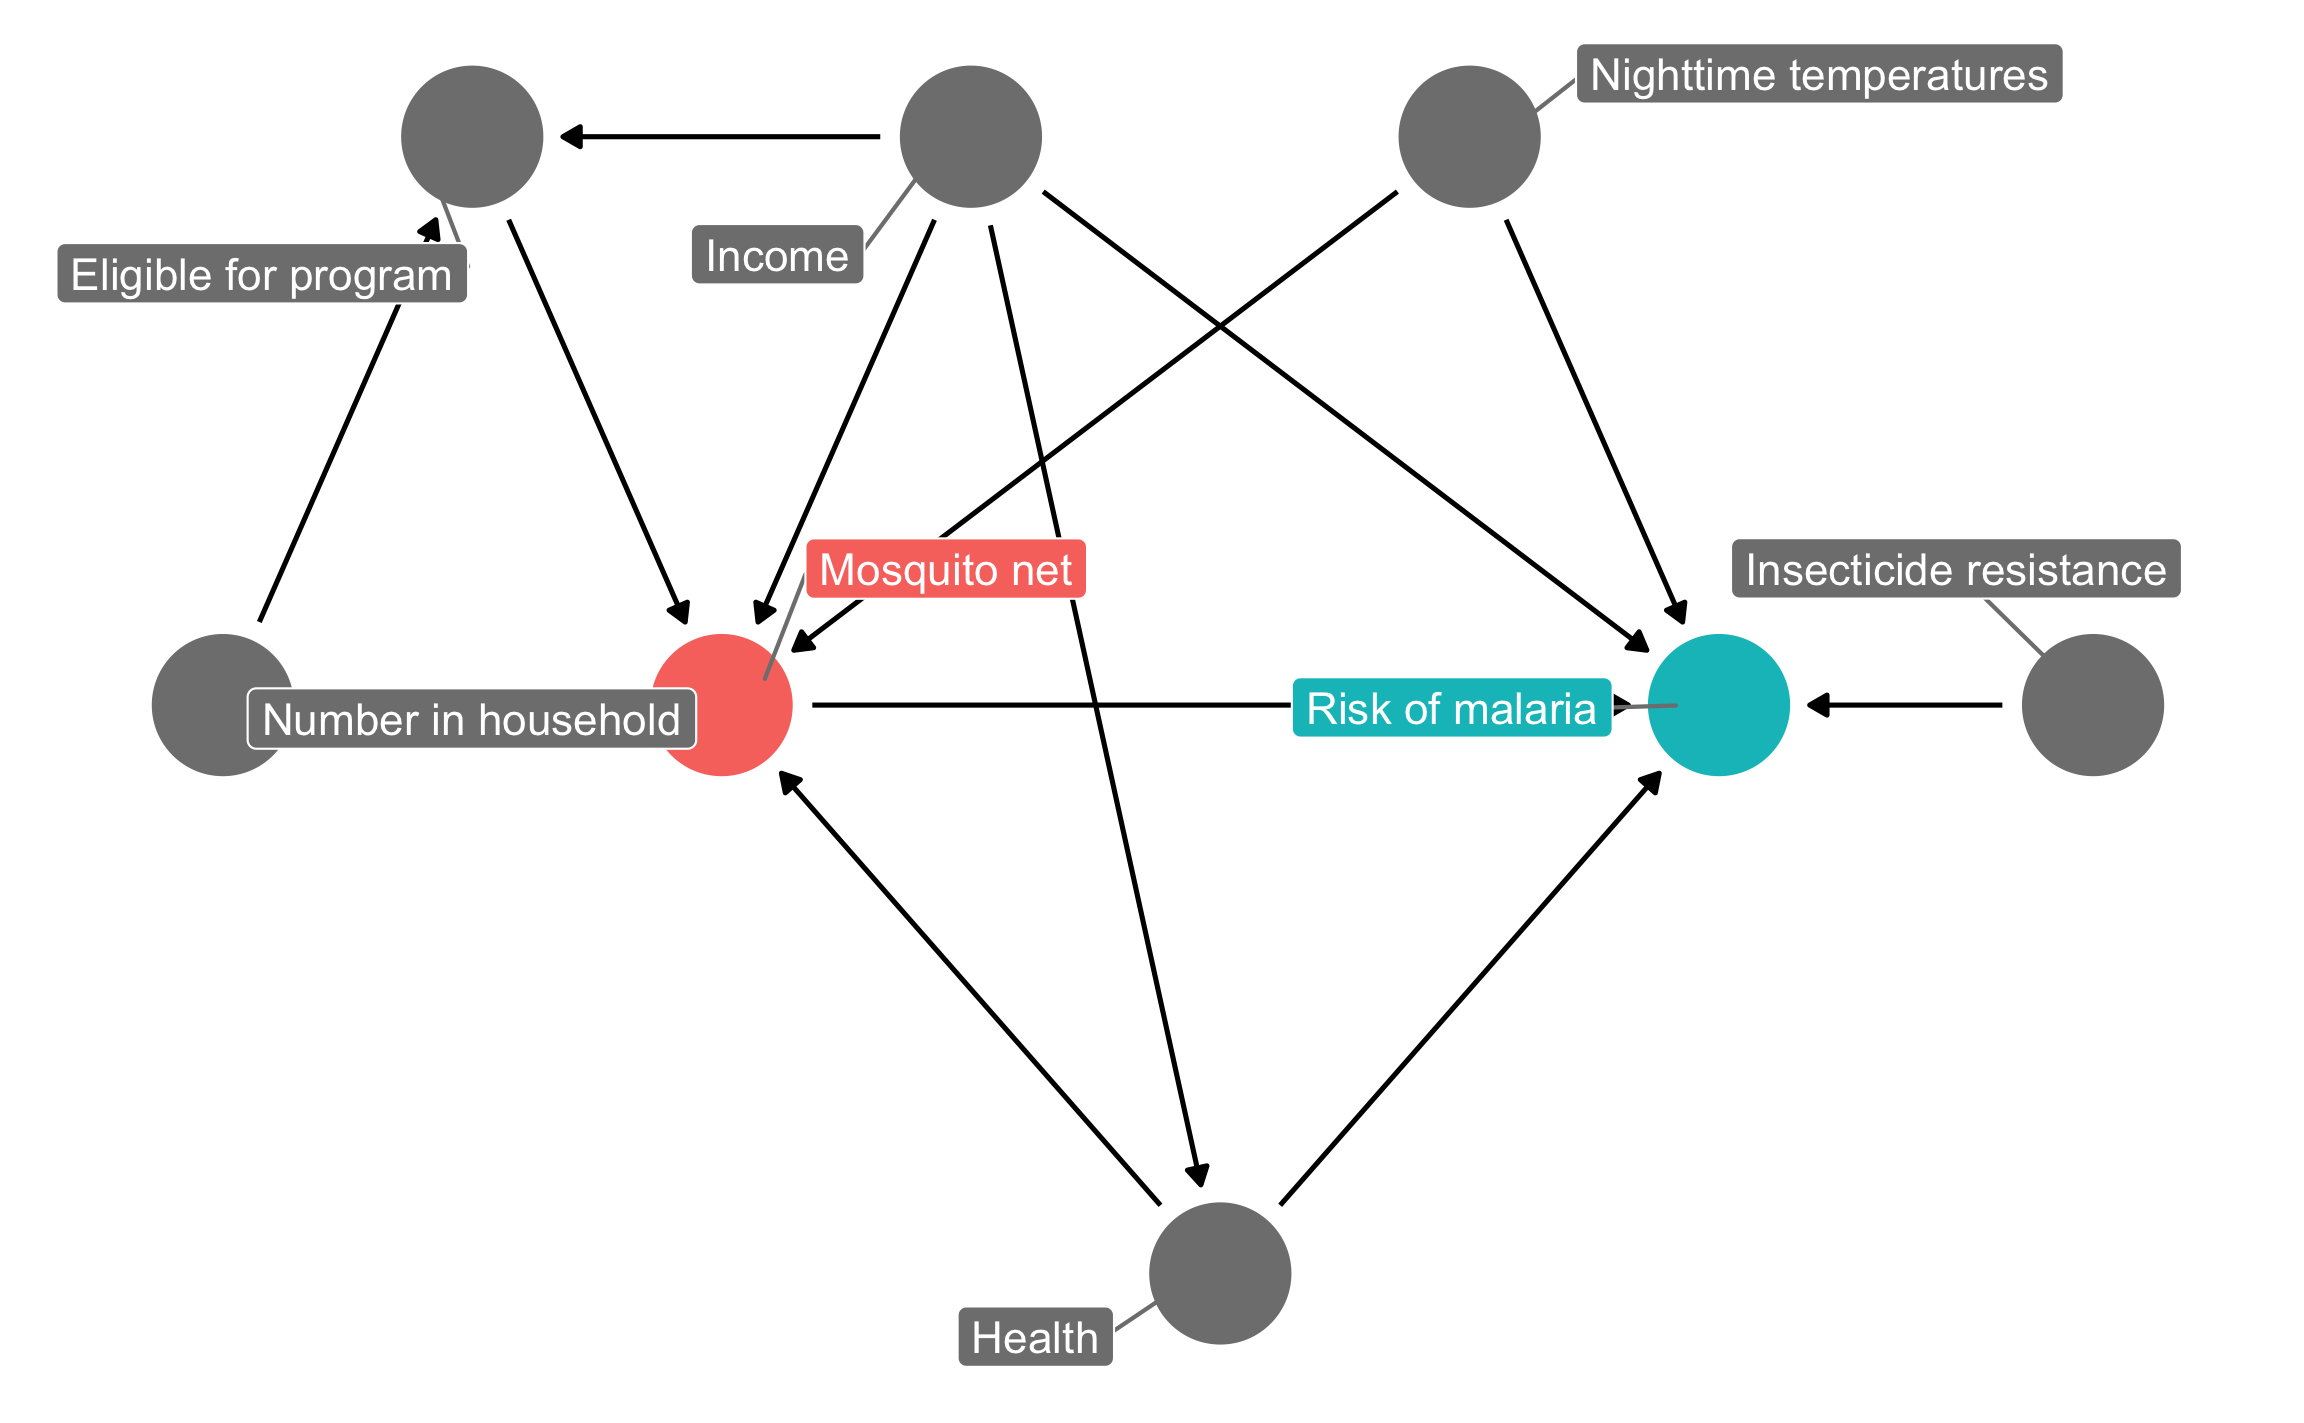 Nighttime temperatures
Income
Eligible for program
Mosquito net
Insecticide resistance
Risk of malaria
Number in household
Health